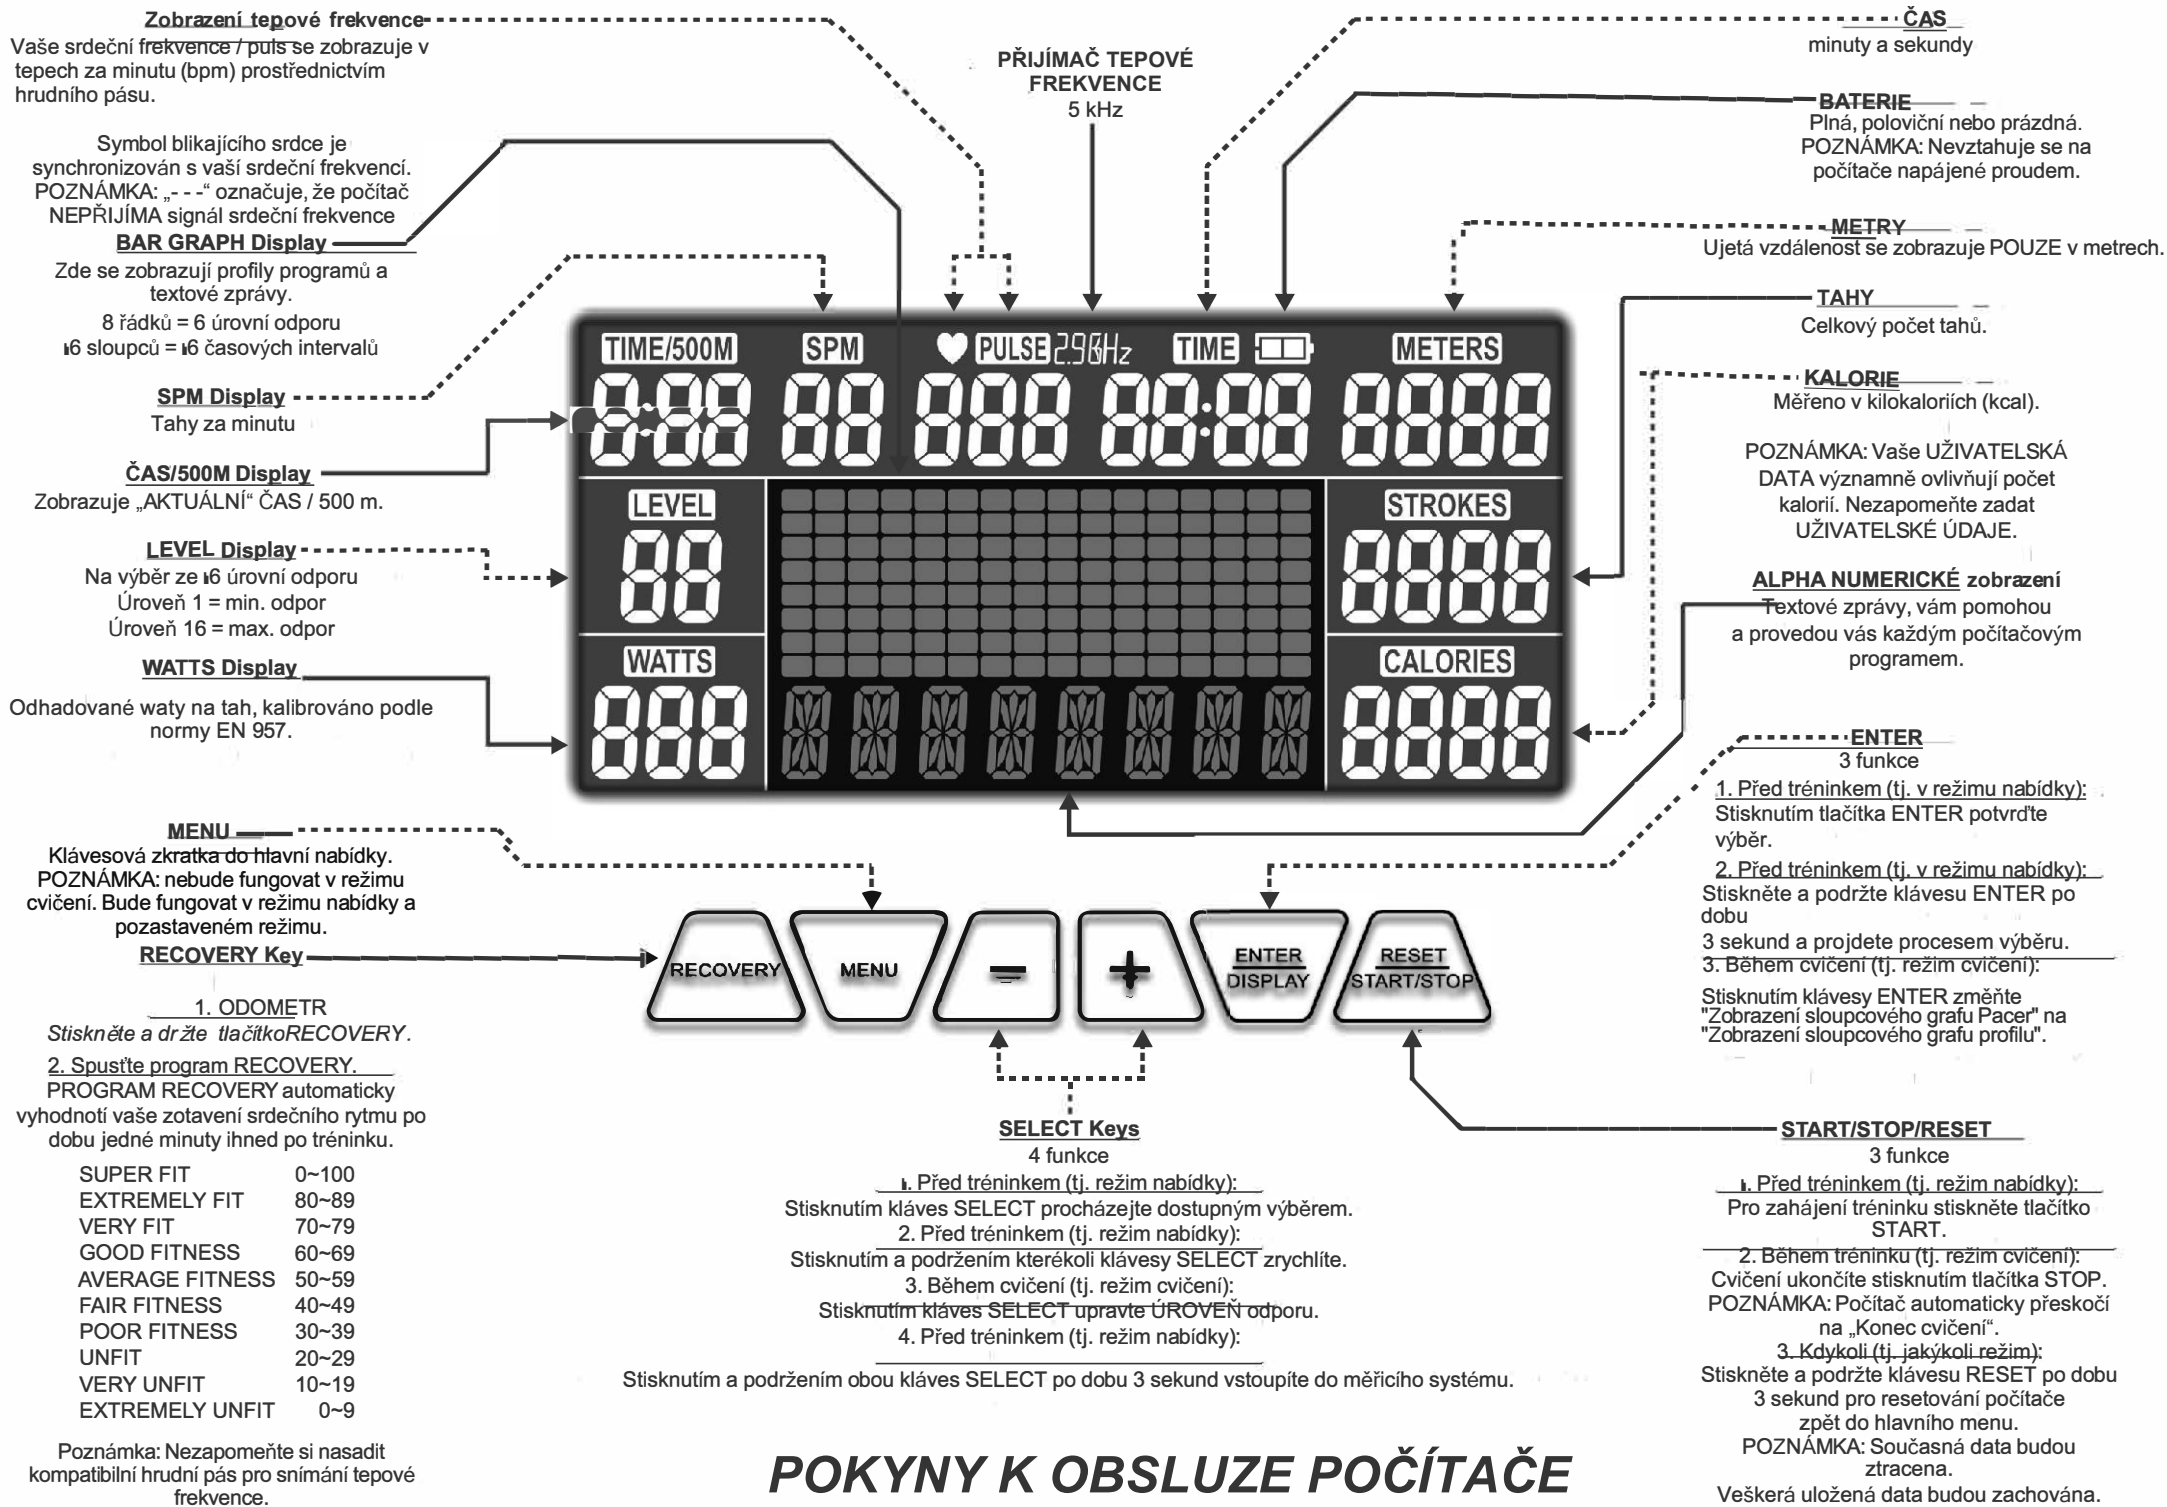 Zobrazení tepové frekvence
Vaše srdeční frekvence / puls se zobrazuje v
tepech za minutu (bpm) prostřednictvím
hrudního pásu.
Symbol blikajícího srdce je
synchronizován s vaší srdeční frekvencí.
POZNÁMKA: „- - -“ označuje, že počítač
NEPŘIJÍMA signál srdeční frekvence
BAR GRAPH Display
Zde se zobrazují profily programů a
textové zprávy.
8 řádků = 6 úrovní odporu
16 sloupců = 16 časových intervalů
SPM Display
Tahy za minutu
ČAS/500M Display
Zobrazuje „AKTUÁLNÍ“ ČAS / 500 m.
LEVEL Display
Na výběr ze 16 úrovní odporu
Úroveň 1 = min. odpor
Úroveň 16 = max. odpor
WATTS Display
Odhadované waty na tah, kalibrováno podle
normy EN 957.
MENU
Klávesová zkratka do hlavní nabídky.
POZNÁMKA: nebude fungovat v režimu
cvičení. Bude fungovat v režimu nabídky a
pozastaveném režimu.
RECOVERY Key
1. ODOMETR
Stiskněte a držte tlačítkoRECOVERY.
2. Spusťte program RECOVERY.
PROGRAM RECOVERY automaticky
vyhodnotí vaše zotavení srdečního rytmu po
dobu jedné minuty ihned po tréninku.
SUPER FIT 0~100
EXTREMELY FIT 80~89
VERY FIT 70~79
GOOD FITNESS 60~69
AVERAGE FITNESS 50~59
FAIR FITNESS 40~49
POOR FITNESS 30~39
UNFIT 20~29
VERY UNFIT 10~19
EXTREMELY UNFIT 0~9
Poznámka: Nezapomeňte si nasadit
kompatibilní hrudní pás pro snímání tepové
frekvence.
PŘIJÍMAČ TEPOVÉ
FREKVENCE
5 kHz
TIME/500M SPM PULSE TIME METERS
8:88 88 888 88:88 8888
LEVEL STROKES
88 8888
WATTS CALORIES
888 8888
RECOVERY MENU - + ENTER DISPLAY RESET START/STOP
SELECT Keys
4 funkce
1. Před tréninkem (tj. režim nabídky):
Stisknutím kláves SELECT procházejte dostupným výběrem.
2. Před tréninkem (tj. režim nabídky):
Stisknutím a podržením kterékoli klávesy SELECT zrychlíte.
3. Během cvičení (tj. režim cvičení):
Stisknutím kláves SELECT upravte ÚROVEŇ odporu.
4. Před tréninkem (tj. režim nabídky):
Stisknutím a podržením obou kláves SELECT po dobu 3 sekund vstoupíte do měřicího systému.
POKYNY K OBSLUZE POČÍTAČE
ČAS
minuty a sekundy
BATERIE
Plná, poloviční nebo prázdná.
POZNÁMKA: Nevztahuje se na
počítače napájené proudem.
METRY
Ujetá vzdálenost se zobrazuje POUZE v metrech.
TAHY
Celkový počet tahů.
KALORIE
Měřeno v kilokaloriích (kcal).
POZNÁMKA: Vaše UŽIVATELSKÁ
DATA významně ovlivňují počet
kalorií. Nezapomeňte zadat
UŽIVATELSKÉ ÚDAJE.
ALPHA NUMERICKÉ zobrazení
Textové zprávy, vám pomohou
a provedou vás každým počítačovým
programem.
ENTER
3 funkce
1. Před tréninkem (tj. v režimu nabídky):
Stisknutím tlačítka ENTER potvrďte
výběr.
2. Před tréninkem (tj. v režimu nabídky):
Stiskněte a podržte klávesu ENTER po
dobu
3 sekund a projdete procesem výběru.
3. Během cvičení (tj. režim cvičení):
Stisknutím klávesy ENTER změňte
"Zobrazení sloupcového grafu Pacer" na
"Zobrazení sloupcového grafu profilu".
START/STOP/RESET
3 funkce
1. Před tréninkem (tj. režim nabídky):
Pro zahájení tréninku stiskněte tlačítko
START.
2. Během tréninku (tj. režim cvičení):
Cvičení ukončíte stisknutím tlačítka STOP.
POZNÁMKA: Počítač automaticky přeskočí
na „Konec cvičení“.
3. Kdykoli (tj. jakýkoli režim):
Stiskněte a podržte klávesu RESET po dobu
3 sekund pro resetování počítače
zpět do hlavního menu.
POZNÁMKA: Současná data budou
ztracena.
Veškerá uložená data budou zachována.